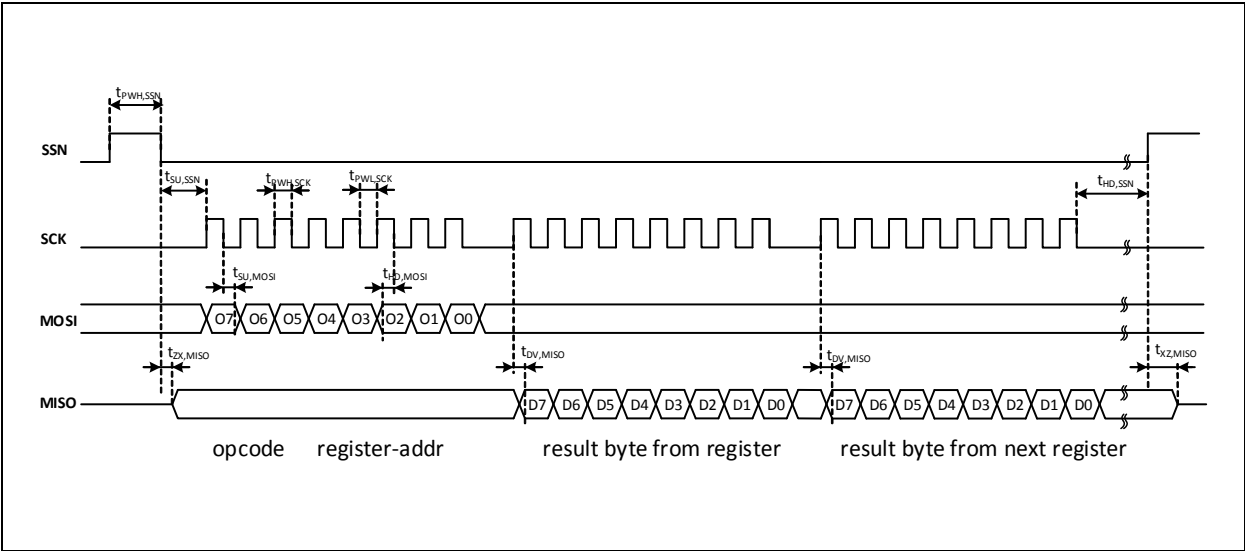 tPWH,SSN
SSN
tSU,SSN tPWH,SCK tPWL,SCK tHD,SSN
SCK
tSU,MOSI tHD,MOSI
MOSI O7 O6 O5 O4 O3 O2 O1 O0
tZX,MISO tDV,MISO tDV,MISO tXZ,MISO
MISO D7 D6 D5 D4 D3 D2 D1 D0 D7 D6 D5 D4 D3 D2 D1 D0
opcode register-addr result byte from register result byte from next register